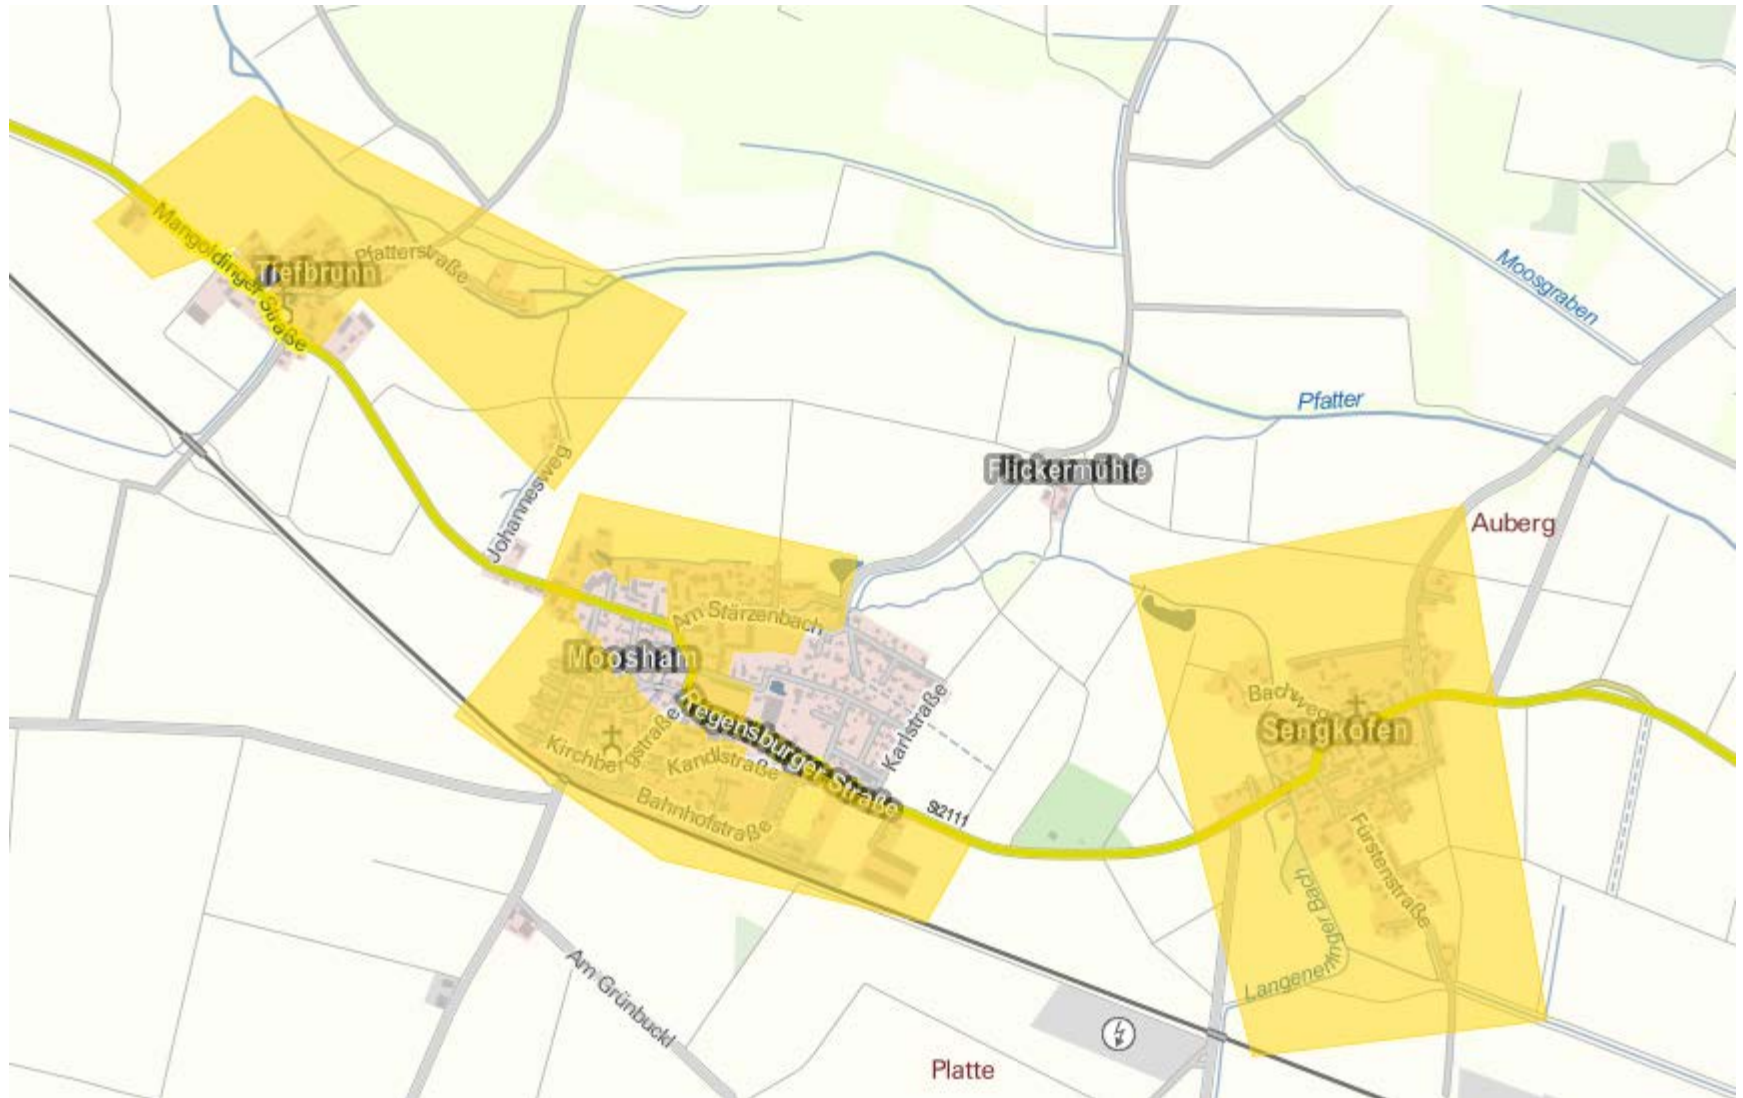 Mangoldinger Straße
Tiefbrunn
Pfatterstraße
Moosgraben
Pfatter
Flickermühle
Johannesweg
Auberg
Am Stärzenbach
Moosham
Bachweg
Sengkofen
Regensburger Straße
Karlstraße
Kirchbergstraße
Kandlstraße
Bahnhofstraße
St2111
Fürstenstraße
Langenerlinger Bach
Am Grünbuckl
Platte